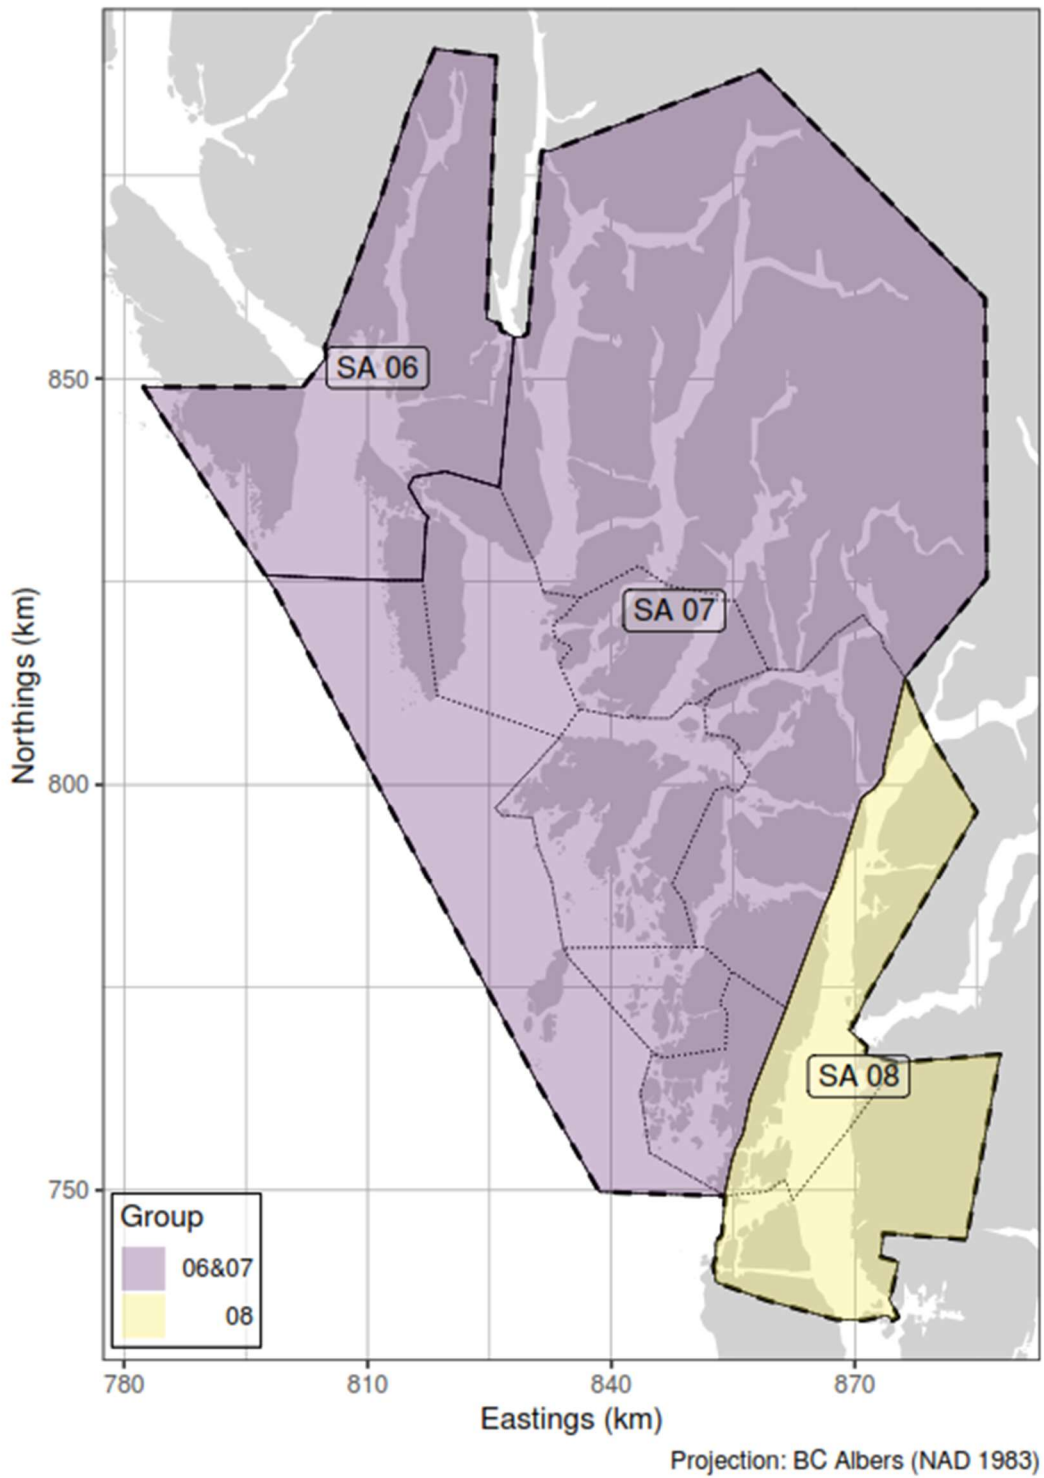 SA 06
850
SA 07
Northings (km)
800
SA 08
750
Group
06&07
08
780 810 840 870
Eastings (km)
Projection: BC Albers (NAD 1983)